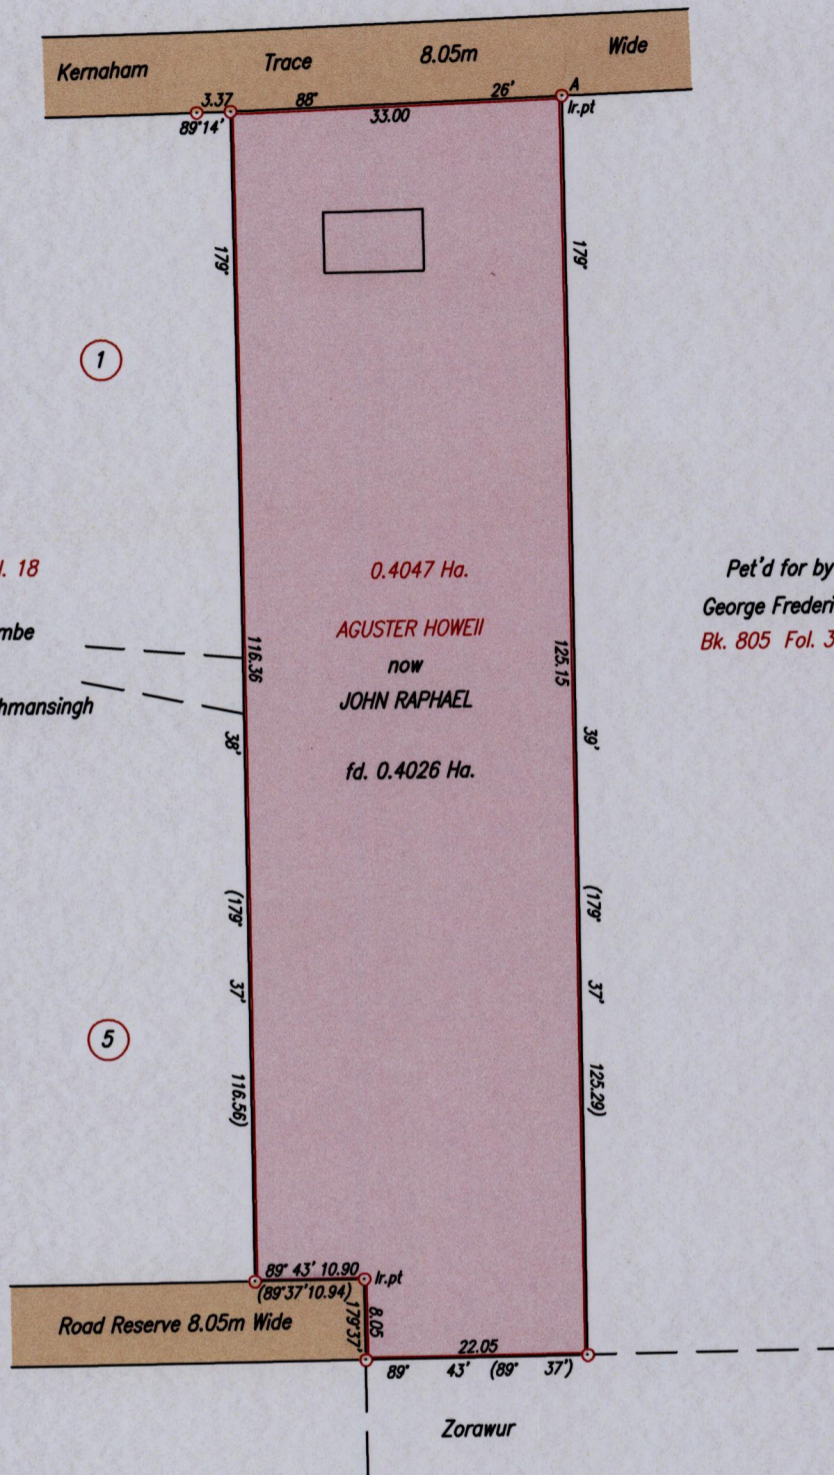 Kernaham Trace 8.05m Wide
3.37 88° 26' A
89°14' 33.00 Ir.pt
179° 179°
1
18
0.4047 Ha.
Pet'd for by
George
AGUSTER HOWEll
Bk. 805 Fol. 3
now
116.36 125.15
JOHN RAPHAEL
38' 39'
fd. 0.4026 Ha.
(179° (179°
37' 37'
5
116.56) 125.29)
89° 43' 10.90 Ir.pt
(89°37'10.94)
Road Reserve 8.05m Wide
179°37' 8.05
22.05
89° 43' (89° 37')
Zorawur